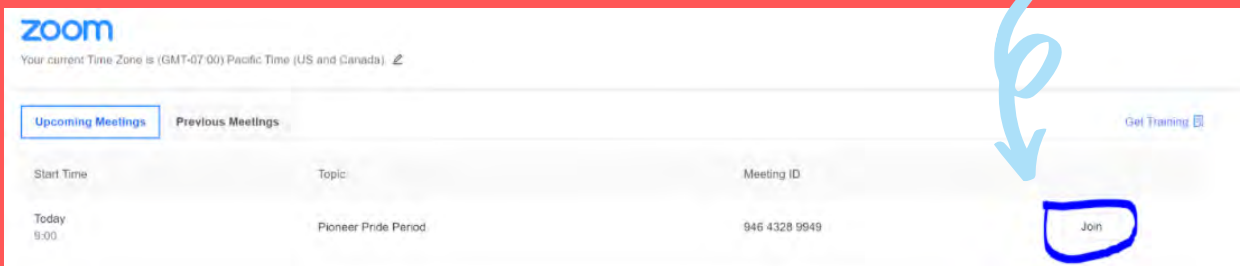 zoom
Your current Time Zone is (GMT-07:00) Pacific Time (US and Canada).
Upcoming Meetings Previous Meetings
Get Training
Start Time Topic Meeting ID
Today
9:00
Pioneer Pride Period 946 4328 9949 Join